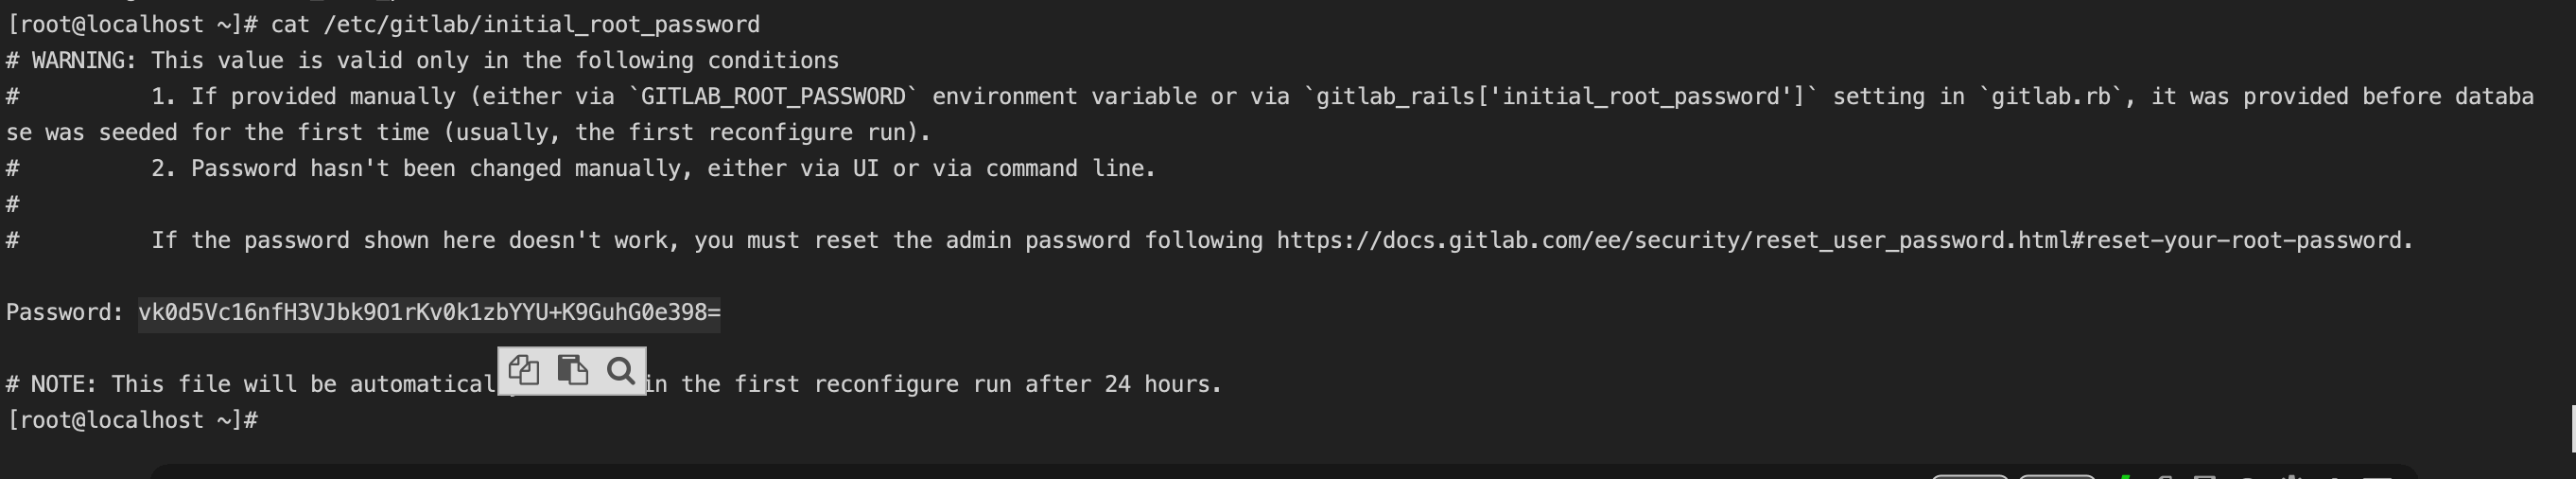 [root@localhost ~]# cat /etc/gitlab/initial_root_password
# WARNING: This value is valid only in the following conditions
#          1. If provided manually (either via `GITLAB_ROOT_PASSWORD` environment variable or via `gitlab_rails['initial_root_password']` setting in `gitlab.rb`, it was provided before databa
se was seeded for the first time (usually, the first reconfigure run).
#          2. Password hasn't been changed manually, either via UI or via command line.
#
#          If the password shown here doesn't work, you must reset the admin password following https://docs.gitlab.com/ee/security/reset_user_password.html#reset-your-root-password.
Password: vk0d5Vc16nfH3VJbk9O1rKv0k1zbYYU+K9GuhG0e398=
# NOTE: This file will be automatical in the first reconfigure run after 24 hours.
[root@localhost ~]#